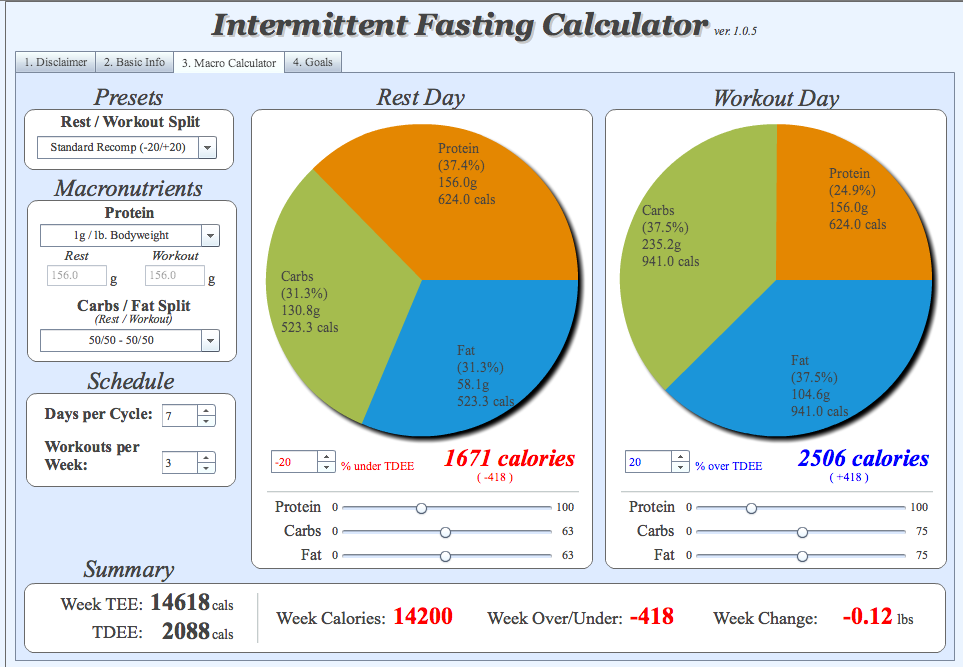 Intermittent Fasting Calculator ver. 1.0.5
1. Disclaimer 2. Basic Info 3. Macro Calculator 4. Goals
Presets
Rest / Workout Split
Standard Recomp (-20/+20)
Macronutrients
Protein
1g / lb. Bodyweight
Rest Workout
156.0 g 156.0 g
Carbs / Fat Split
(Rest / Workout)
50/50 - 50/50
Schedule
Days per Cycle: 7
Workouts per
Week: 3
Rest Day
Protein
(37.4%)
156.0g
624.0 cals
Carbs
(31.3%)
130.8g
523.3 cals
Fat
(31.3%)
58.1g
523.3 cals
-20 % under TDEE 1671 calories
( -418 )
Protein 0 100
Carbs 0 63
Fat 0 63
Workout Day
Protein
(24.9%)
156.0g
624.0 cals
Carbs
(37.5%)
235.2g
941.0 cals
Fat
(37.5%)
104.6g
941.0 cals
20 % over TDEE 2506 calories
( +418 )
Protein 0 100
Carbs 0 75
Fat 0 75
Summary
Week TEE: 14618 cals
TDEE: 2088 cals
Week Calories: 14200 Week Over/Under: -418 Week Change: -0.12 lbs